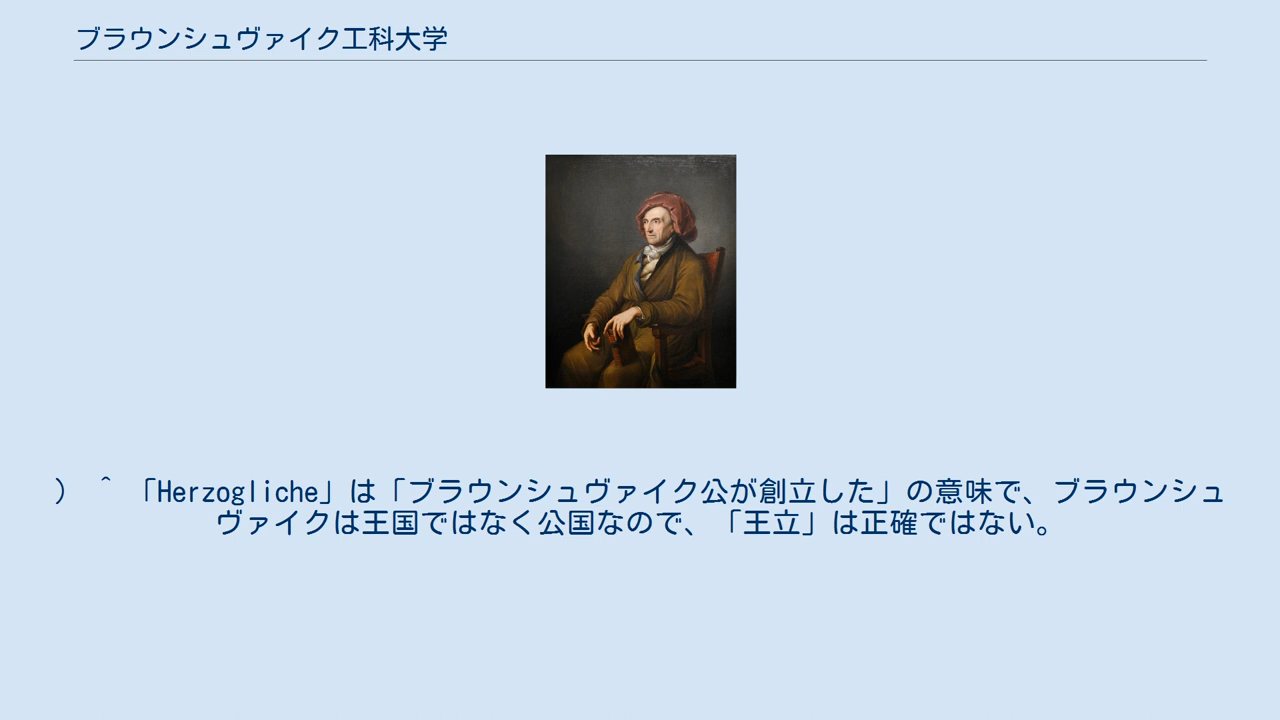 ブラウンシュヴァイク工科大学
） ^ 「Herzogliche」は「ブラウンシュヴァイク公が創立した」の意味で、ブラウンシュ
ヴァイクは王国ではなく公国なので、「王立」は正確ではない。